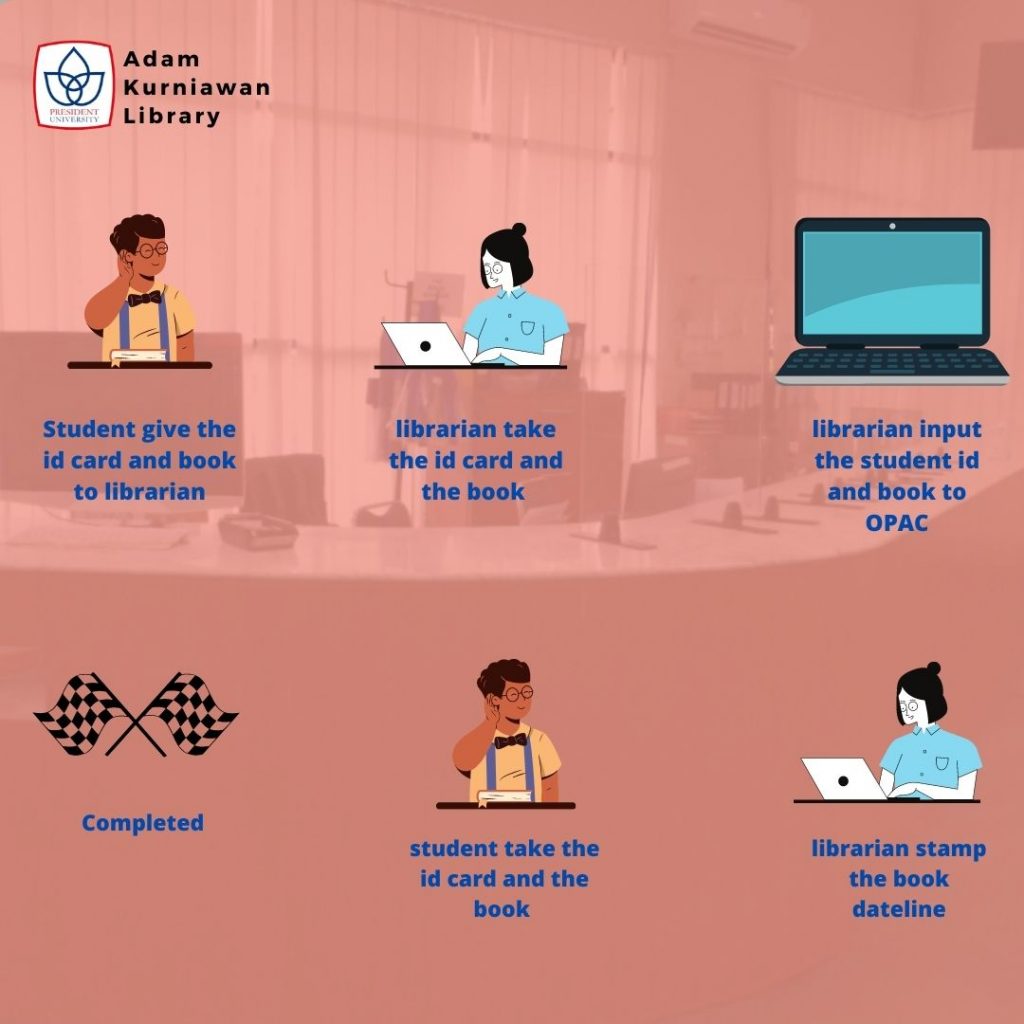 Adam
Kurniawan
Library
PRESIDENT
UNIVERSITY
Student give the
id card and book
to librarian
librarian take
the id card and
the book
librarian input
the student id
and book to
OPAC
Completed
student take the
id card and the
book
librarian stamp
the book
dateline